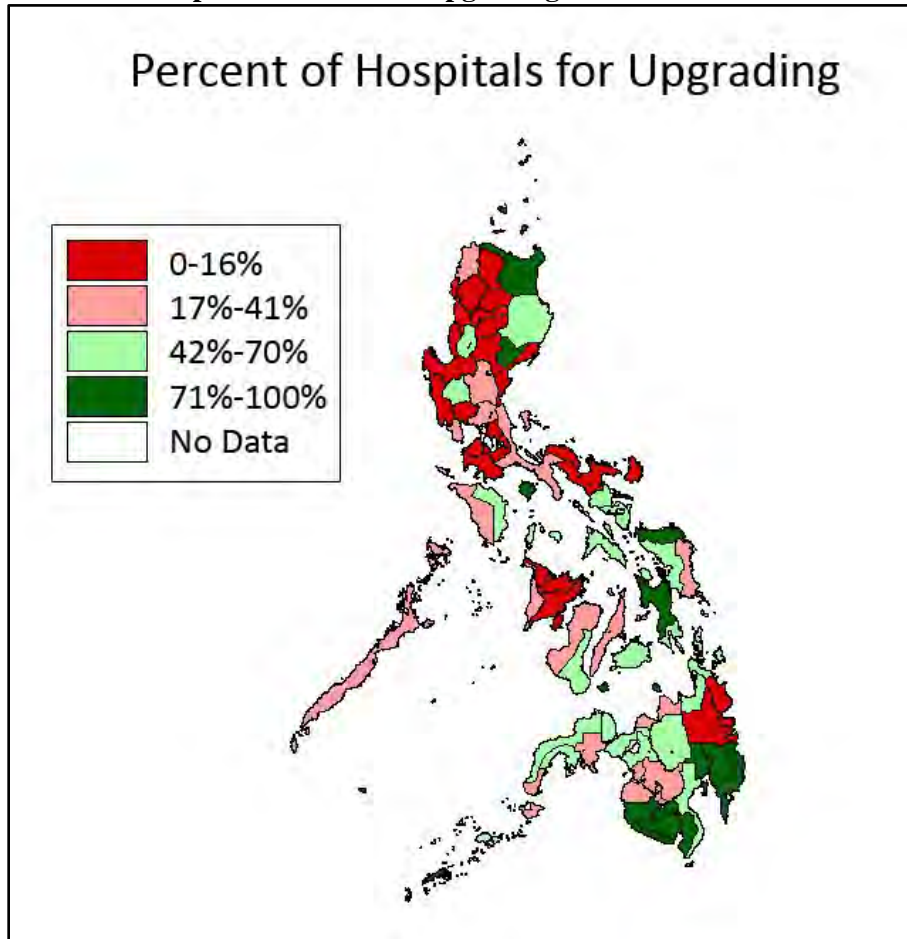 Percent of Hospitals for Upgrading
0-16%
17%-41%
42%-70%
71%-100%
No Data